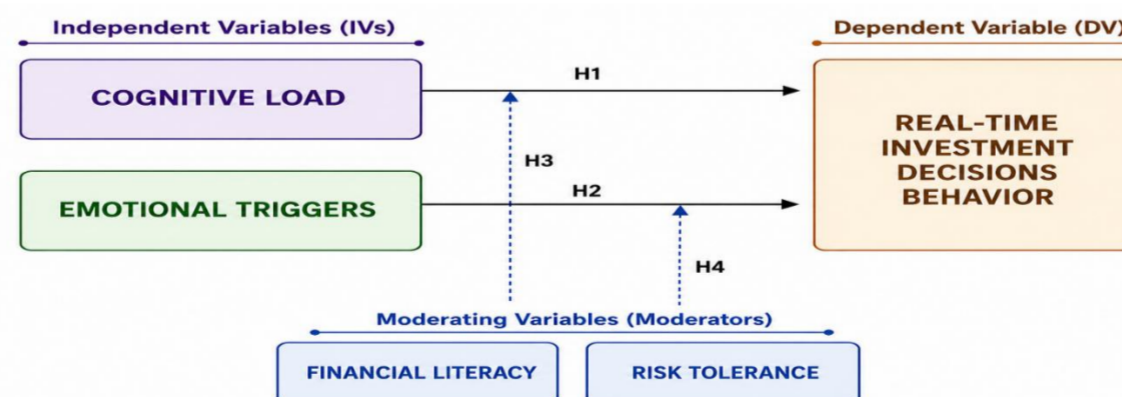 Independent Variables (IVs)
Dependent Variable (DV)
COGNITIVE LOAD
H1
REAL-TIME
INVESTMENT
DECISIONS
BEHAVIOR
H3
H2
EMOTIONAL TRIGGERS
H4
Moderating Variables (Moderators)
FINANCIAL LITERACY
RISK TOLERANCE